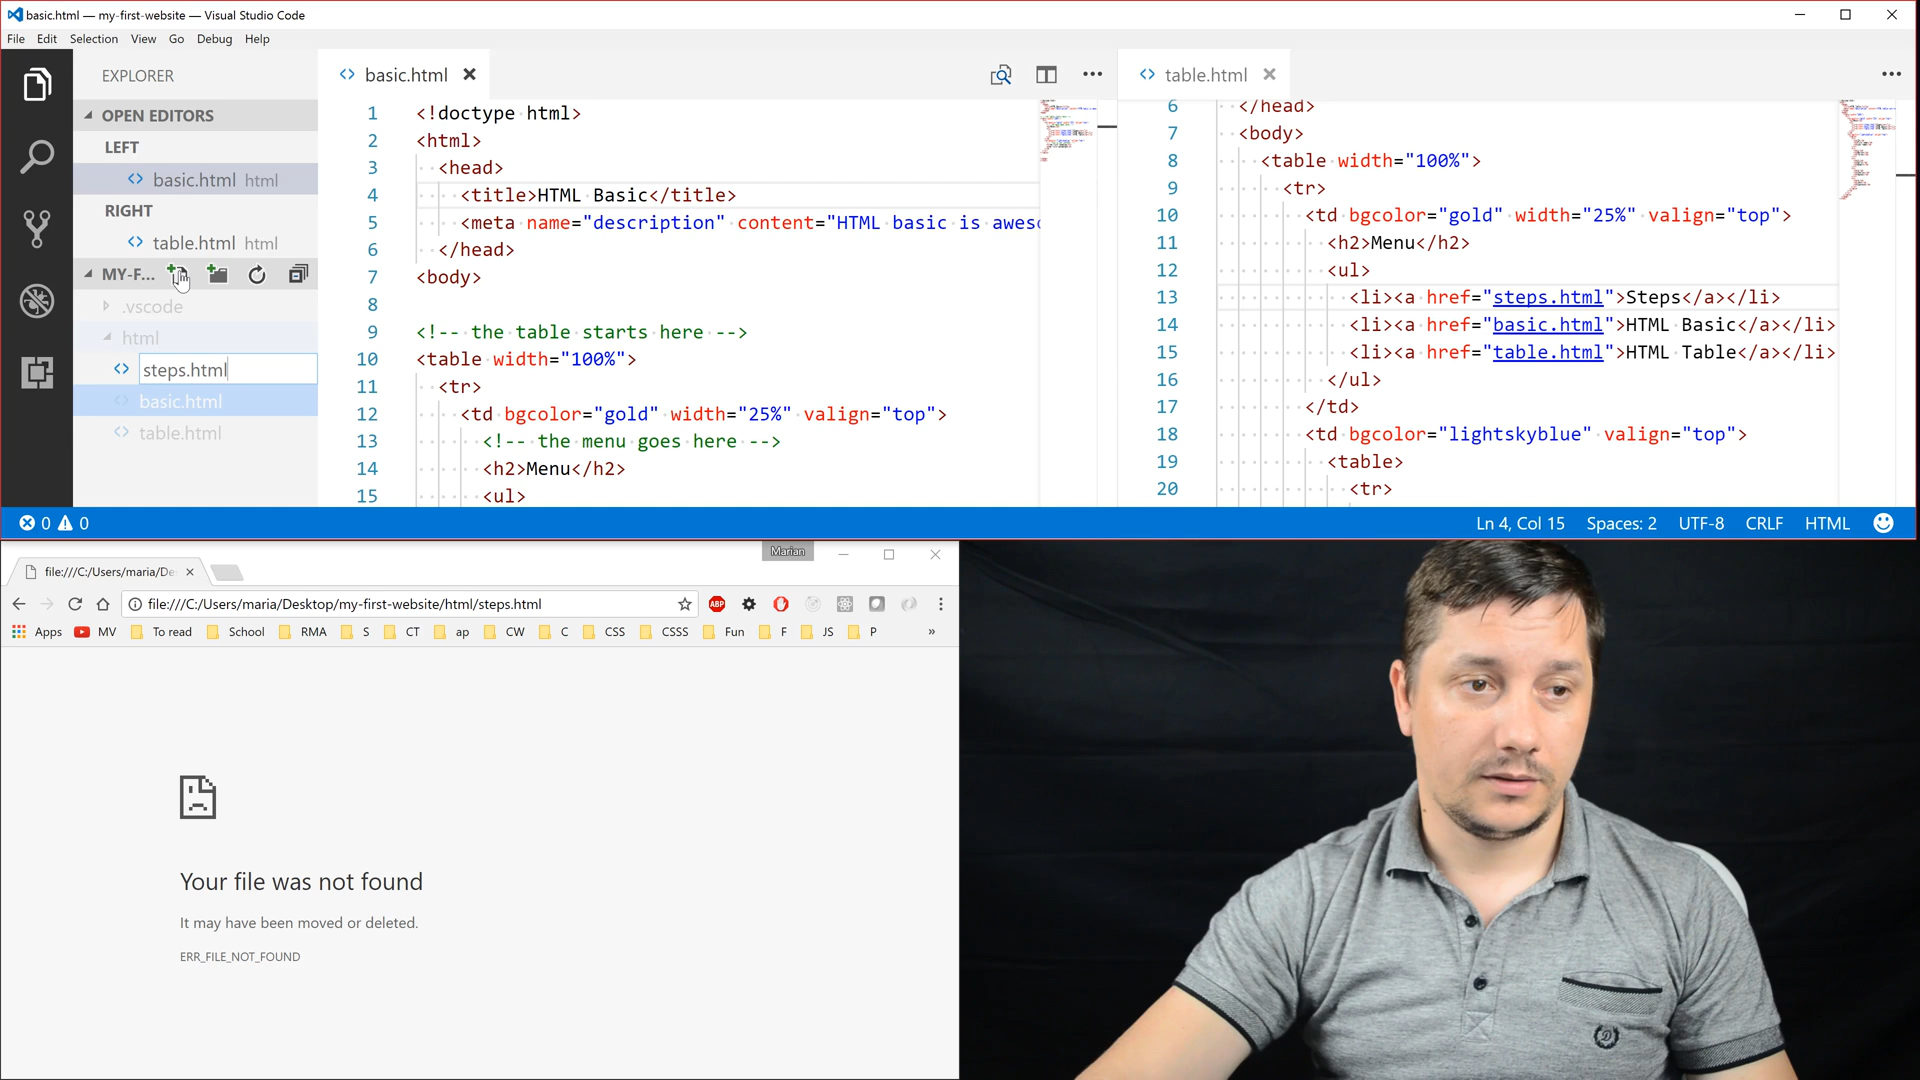 basic.html — my-first-website — Visual Studio Code
File Edit Selection View Go Debug Help
EXPLORER
OPEN EDITORS
LEFT
basic.html html
RIGHT
table.html html
MY-F...
.vscode
html
steps.html
basic.html
table.html
basic.html
1 <!doctype html>
2 <html>
3 <head>
4 <title>HTML Basic</title>
5 <meta name="description" content="HTML basic is aweso
6 </head>
7 <body>
8
9 <!-- the table starts here -->
10 <table width="100%">
11 <tr>
12 <td bgcolor="gold" width="25%" valign="top">
13 <!-- the menu goes here -->
14 <h2>Menu</h2>
15 <ul>
table.html
6 </head>
7 <body>
8 <table width="100%">
9 <tr>
10 <td bgcolor="gold" width="25%" valign="top">
11 <h2>Menu</h2>
12 <ul>
13 <li><a href="steps.html">Steps</a></li>
14 <li><a href="basic.html">HTML Basic</a></li>
15 <li><a href="table.html">HTML Table</a></li>
16 </ul>
17 </td>
18 <td bgcolor="lightskyblue" valign="top">
19 <table>
20 <tr>
0 0
Ln 4, Col 15 Spaces: 2 UTF-8 CRLF HTML
Marian
file:///C:/Users/maria/De
file:///C:/Users/maria/Desktop/my-first-website/html/steps.html
ABP
Apps MV To read School RMA S CT ap CW C CSS CSSS Fun F JS P »
Your file was not found
It may have been moved or deleted.
ERR_FILE_NOT_FOUND